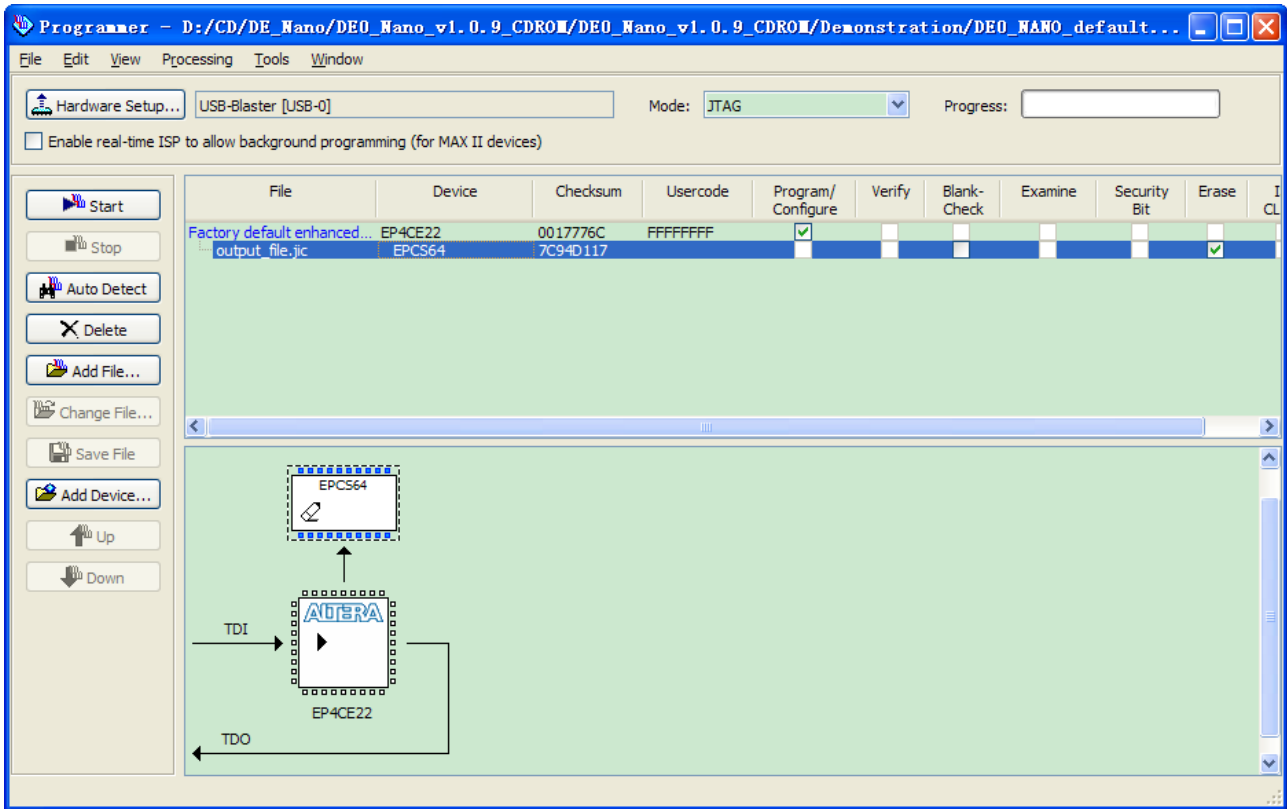 Programmer - D:/CD/DE_Nano/DE0_Nano_v1.0.9_CDROM/DE0_Nano_v1.0.9_CDROM/Demonstration/DE0_NANO_default...
File Edit View Processing Tools Window
Hardware Setup... USB-Blaster [USB-0] Mode: JTAG Progress:
Enable real-time ISP to allow background programming (for MAX II devices)
Start
Stop
Auto Detect
Delete
Add File...
Change File...
Save File
Add Device...
Up
Down
File Device Checksum Usercode Program/ Verify Blank- Examine Security Erase I
Configure Check Bit CL
Factory default enhanced... EP4CE22 0017776C FFFFFFFF
output_file.jic EPCS64 7C94D117
EPCS64
ALTERA
TDI
EP4CE22
TDO